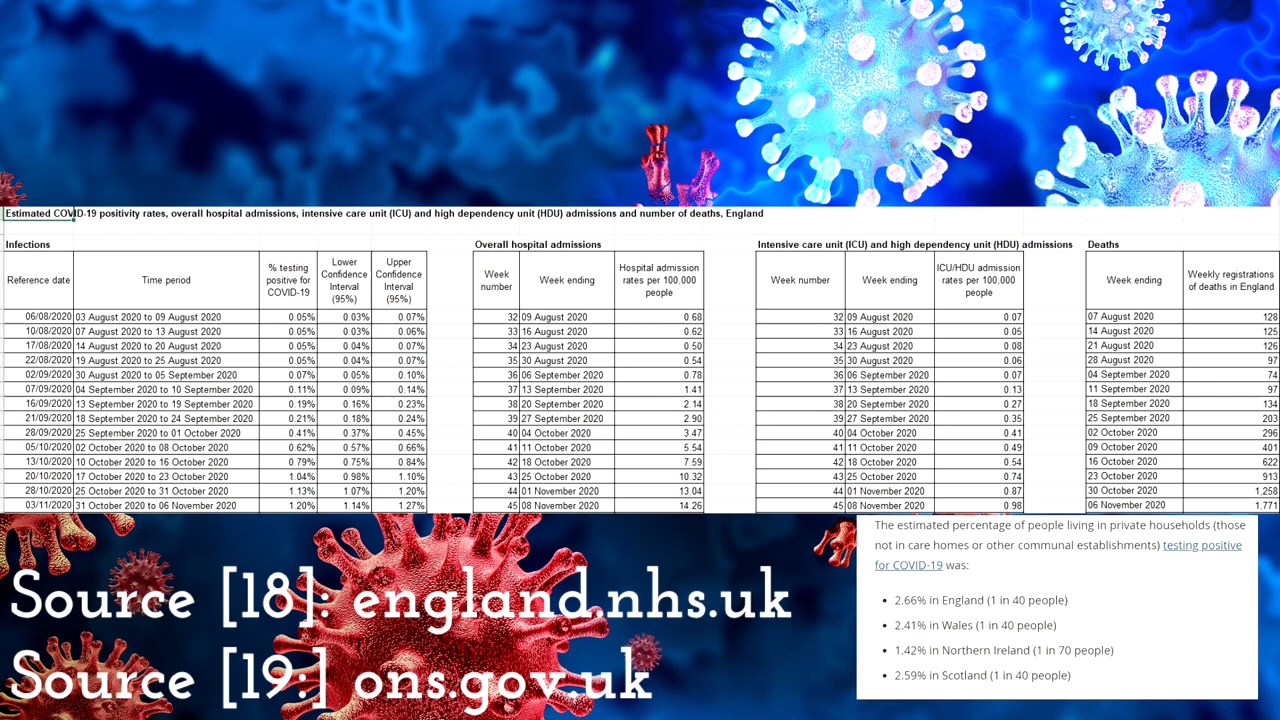 Estimated COVID-19 positivity rates, overall hospital admissions, intensive care unit (ICU) and high dependency unit (HDU) admissions and number of deaths, England
Infections
Reference date Time period % testing positive for COVID-19 Lower Confidence Interval (95%) Upper Confidence Interval (95%)
06/08/2020 03 August 2020 to 09 August 2020 0.05% 0.03% 0.07%
10/08/2020 07 August 2020 to 13 August 2020 0.05% 0.03% 0.06%
17/08/2020 14 August 2020 to 20 August 2020 0.05% 0.04% 0.07%
22/08/2020 19 August 2020 to 25 August 2020 0.05% 0.04% 0.07%
02/09/2020 30 August 2020 to 05 September 2020 0.07% 0.05% 0.10%
07/09/2020 04 September 2020 to 10 September 2020 0.11% 0.09% 0.14%
16/09/2020 13 September 2020 to 19 September 2020 0.19% 0.16% 0.23%
21/09/2020 18 September 2020 to 24 September 2020 0.21% 0.18% 0.24%
28/09/2020 25 September 2020 to 01 October 2020 0.41% 0.37% 0.45%
05/10/2020 02 October 2020 to 08 October 2020 0.62% 0.57% 0.66%
13/10/2020 10 October 2020 to 16 October 2020 0.79% 0.75% 0.84%
20/10/2020 17 October 2020 to 23 October 2020 1.04% 0.98% 1.10%
28/10/2020 25 October 2020 to 31 October 2020 1.13% 1.07% 1.20%
03/11/2020 31 October 2020 to 06 November 2020 1.20% 1.14% 1.27%
Overall hospital admissions
Week number Week ending Hospital admission rates per 100,000 people
32 09 August 2020 0.68
33 16 August 2020 0.62
34 23 August 2020 0.50
35 30 August 2020 0.54
36 06 September 2020 0.78
37 13 September 2020 1.41
38 20 September 2020 2.14
39 27 September 2020 2.90
40 04 October 2020 3.47
41 11 October 2020 5.54
42 18 October 2020 7.59
43 25 October 2020 10.32
44 01 November 2020 13.04
45 08 November 2020 14.26
Intensive care unit (ICU) and high dependency unit (HDU) admissions
Week number Week ending ICU/HDU admission rates per 100,000 people
32 09 August 2020 0.07
33 16 August 2020 0.05
34 23 August 2020 0.08
35 30 August 2020 0.06
36 06 September 2020 0.07
37 13 September 2020 0.13
38 20 September 2020 0.27
39 27 September 2020 0.35
40 04 October 2020 0.41
41 11 October 2020 0.49
42 18 October 2020 0.54
43 25 October 2020 0.74
44 01 November 2020 0.87
45 08 November 2020 0.98
Deaths
Week ending Weekly registrations of deaths in England
07 August 2020 128
14 August 2020 125
21 August 2020 126
28 August 2020 97
04 September 2020 74
11 September 2020 97
18 September 2020 134
25 September 2020 203
02 October 2020 296
09 October 2020 401
16 October 2020 622
23 October 2020 913
30 October 2020 1,258
06 November 2020 1,771
The estimated percentage of people living in private households (those
not in care homes or other communal establishments) testing positive
for COVID-19 was:
• 2.66% in England (1 in 40 people)
• 2.41% in Wales (1 in 40 people)
• 1.42% in Northern Ireland (1 in 70 people)
• 2.59% in Scotland (1 in 40 people)
Source [18]: england.nhs.uk
Source [19:] ons.gov.uk